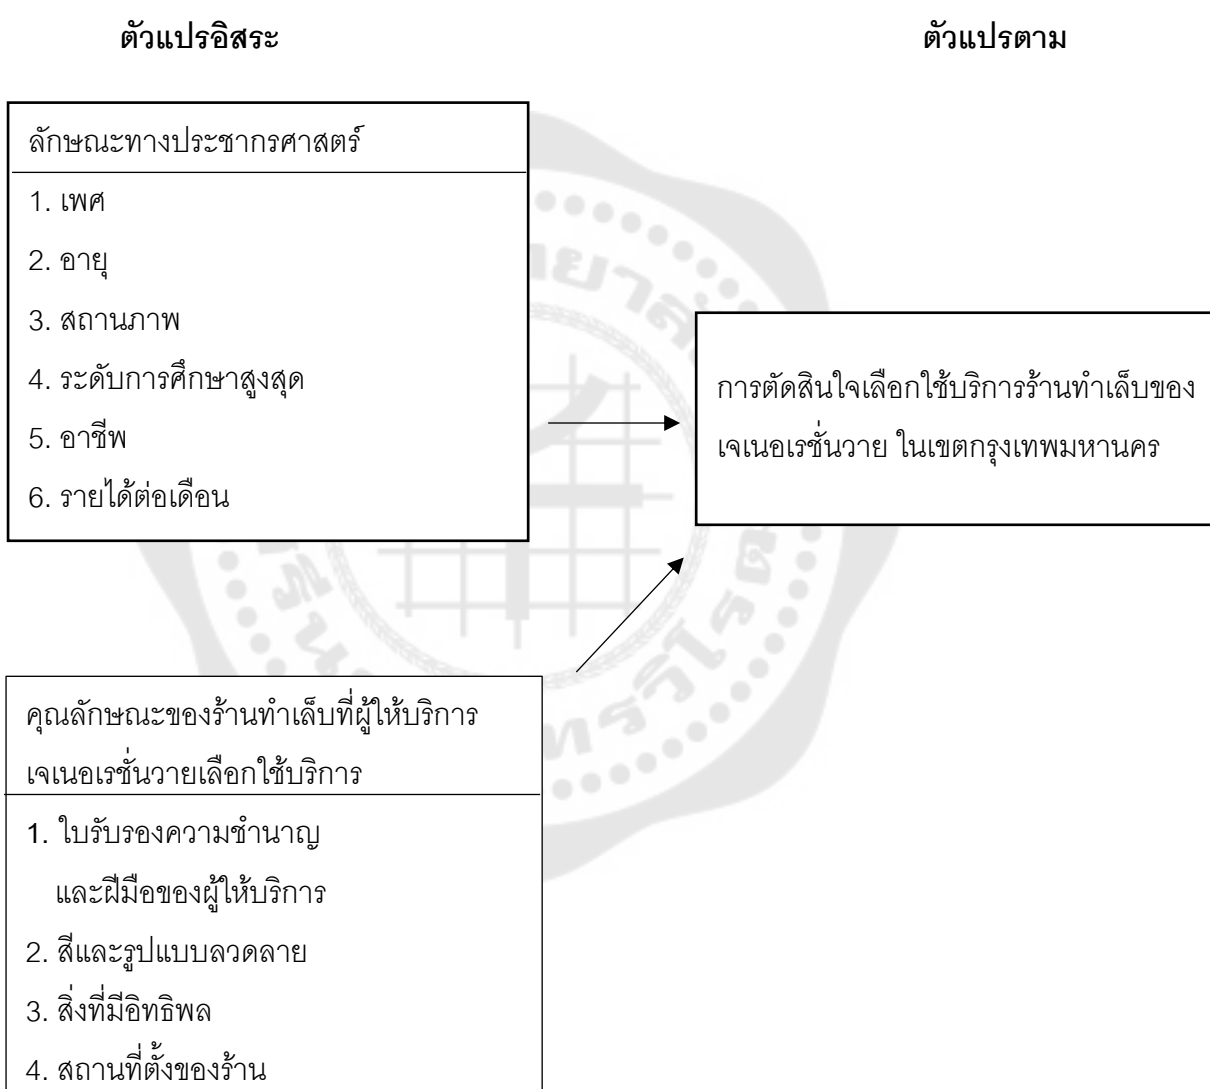 ตัวแปรอิสระ
ตัวแปรตาม
ลักษณะทางประชากรศาสตร์
1. เพศ
2. อายุ
3. สถานภาพ
4. ระดับการศึกษาสูงสุด
5. อาชีพ
6. รายได้ต่อเดือน
การตัดสินใจเลือกใช้บริการร้านทำเล็บของ
เจเนอเรชั่นวาย ในเขตกรุงเทพมหานคร
คุณลักษณะของร้านทำเล็บที่ผู้ให้บริการ
เจเนอเรชั่นวายเลือกใช้บริการ
1. ใบรับรองความชำนาญ
และฝีมือของผู้ให้บริการ
2. สีและรูปแบบลวดลาย
3. สิ่งที่มีอิทธิพล
4. สถานที่ตั้งของร้าน